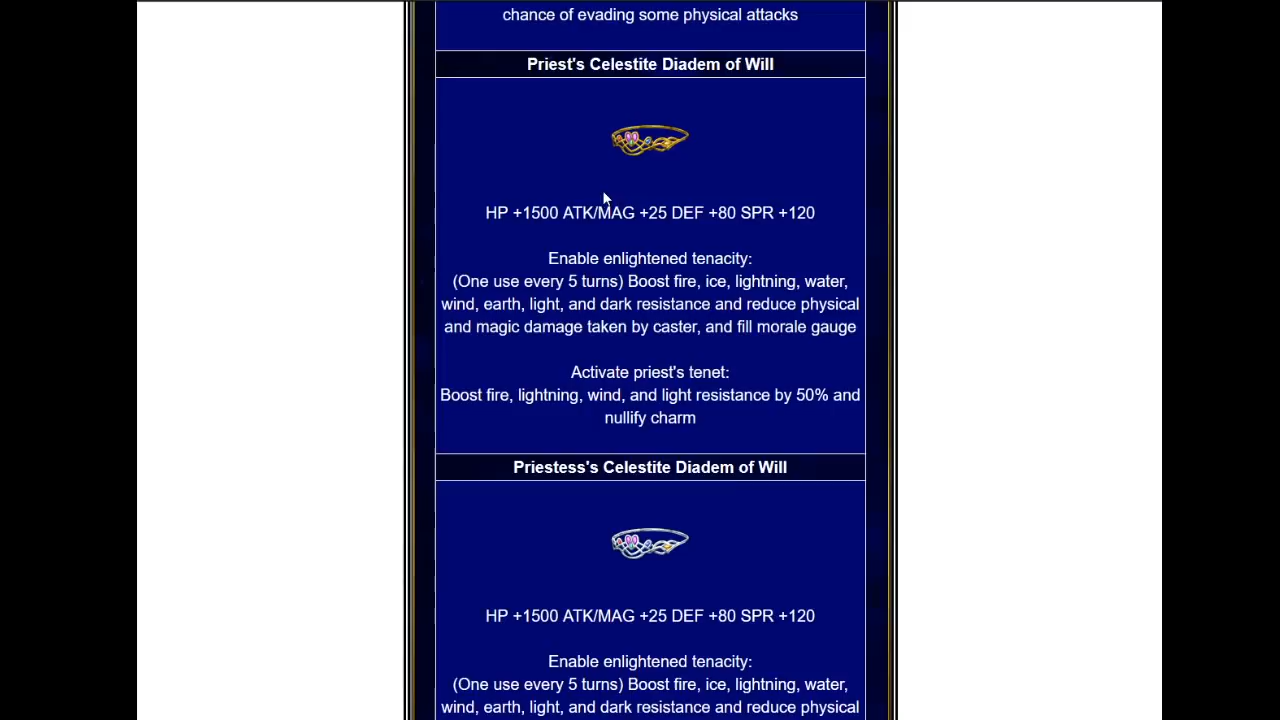 chance of evading some physical attacks
Priest's Celestite Diadem of Will
HP +1500 ATK/MAG +25 DEF +80 SPR +120
Enable enlightened tenacity:
(One use every 5 turns) Boost fire, ice, lightning, water,
wind, earth, light, and dark resistance and reduce physical
and magic damage taken by caster, and fill morale gauge
Activate priest's tenet:
Boost fire, lightning, wind, and light resistance by 50% and
nullify charm
Priestess's Celestite Diadem of Will
HP +1500 ATK/MAG +25 DEF +80 SPR +120
Enable enlightened tenacity:
(One use every 5 turns) Boost fire, ice, lightning, water,
wind, earth, light, and dark resistance and reduce physical